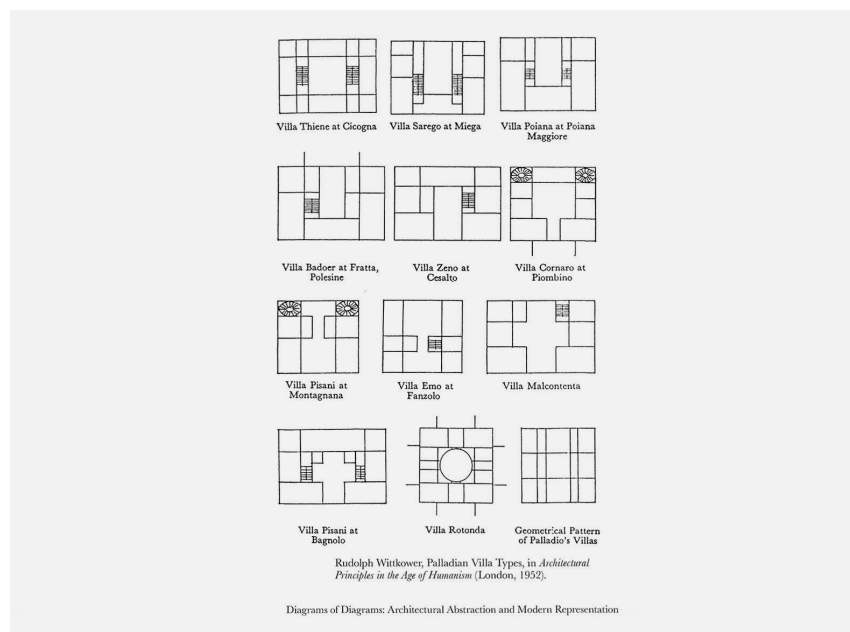 Villa Thiene at Cicogna
Villa Sarego at Miega
Villa Poiana at Poiana
Maggiore
Villa Badoer at Fratta,
Polesine
Villa Zeno at
Cesalto
Villa Cornaro at
Piombino
Villa Pisani at
Montagnana
Villa Emo at
Fanzolo
Villa Malcontenta
Villa Pisani at
Bagnolo
Villa Rotonda
Geometrical Pattern
of Palladio's Villas
Rudolph Wittkower, Palladian Villa Types, in Architectural
Principles in the Age of Humanism (London, 1952).
Diagrams of Diagrams: Architectural Abstraction and Modern Representation